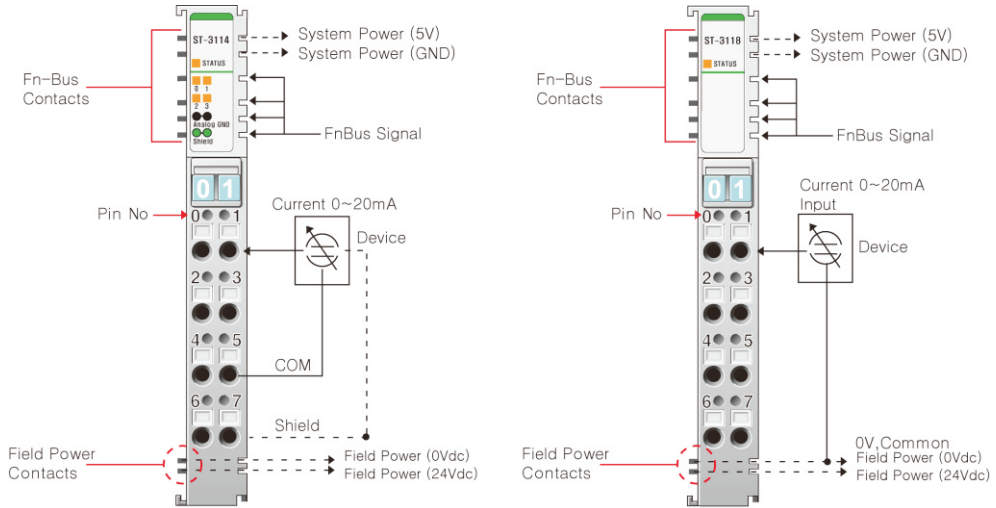 ST-3114
STATUS
0 1
2 3
Analog GND
Shield
System Power (5V)
System Power (GND)
Fn-Bus
Contacts
FnBus Signal
01
Pin No
0 1
Current 0~20mA
Device
2 3
4 5
COM
6 7
Shield
Field Power
Contacts
Field Power (0Vdc)
Field Power (24Vdc)
ST-3118
STATUS
System Power (5V)
System Power (GND)
Fn-Bus
Contacts
FnBus Signal
01
Pin No
0 1
Current 0~20mA
Input
Device
2 3
4 5
6 7
Field Power
Contacts
0V,Common
Field Power (0Vdc)
Field Power (24Vdc)